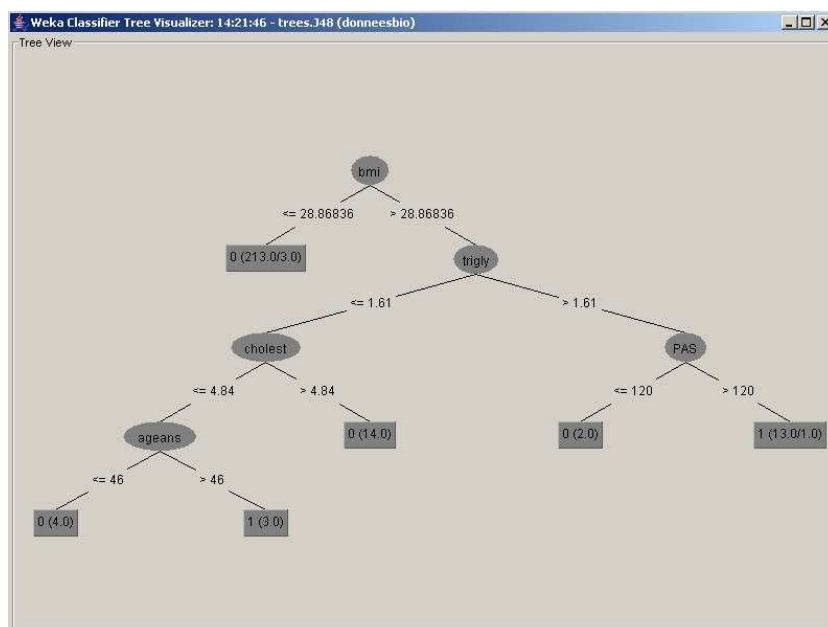 Weka Classifier Tree Visualizer: 14:21:46 - trees.J48 (donneesbio)
Tree View
bmi
<= 28.86836
> 28.86836
0 (213.0/3.0)
trigly
<= 1.61
> 1.61
cholest
PAS
<= 4.84
> 4.84
<= 120
> 120
ageans
0 (14.0)
0 (2.0)
1 (13.0/1.0)
<= 46
> 46
0 (4.0)
1 (3.0)